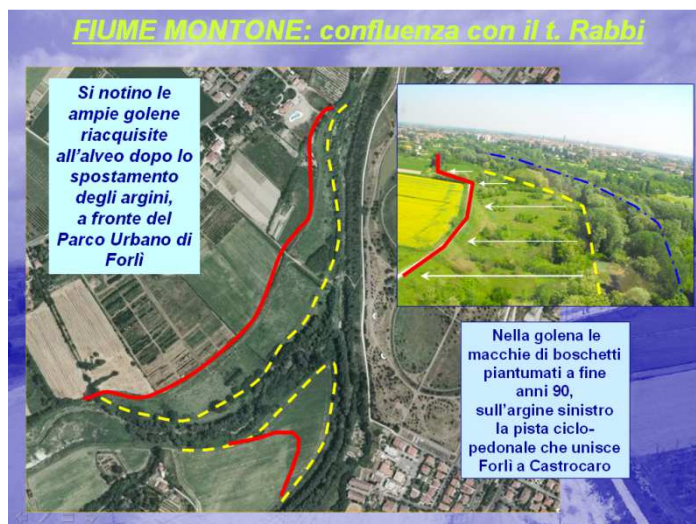 FIUME MONTONE: confluenza con il t. Rabbi
Si notino le
ampie golene
riacquisite
all'alveo dopo lo
spostamento
degli argini,
a fronte del
Parco Urbano di
Forlì
Nella golena le
macchie di boschetti
piantumati a fine
anni 90,
sull'argine sinistro
la pista ciclo-
pedonale che unisce
Forlì a Castrocaro